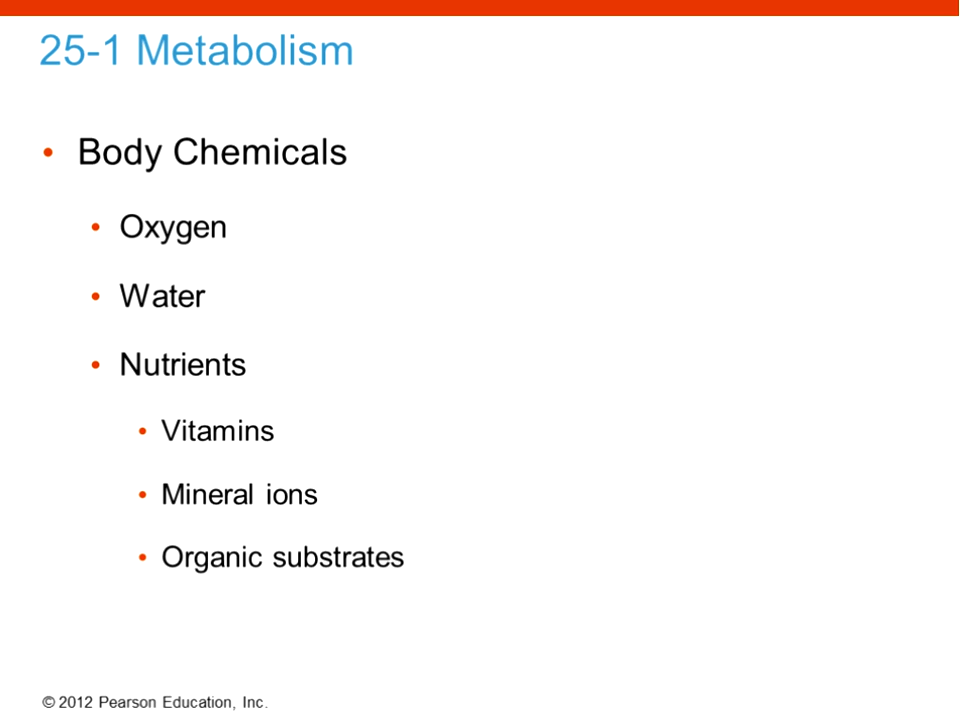 25-1 Metabolism
• Body Chemicals
• Oxygen
• Water
• Nutrients
• Vitamins
• Mineral ions
• Organic substrates
© 2012 Pearson Education, Inc.